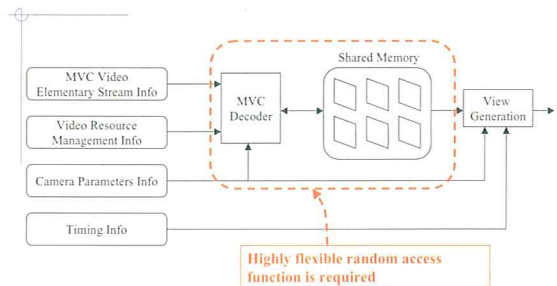 Shared Memory
MVC Video
Elementary Stream Info
MVC
Decoder
View
Generation
Video Resource
Management Info
Camera Parameters Info
Timing Info
Highly flexible random access
function is required